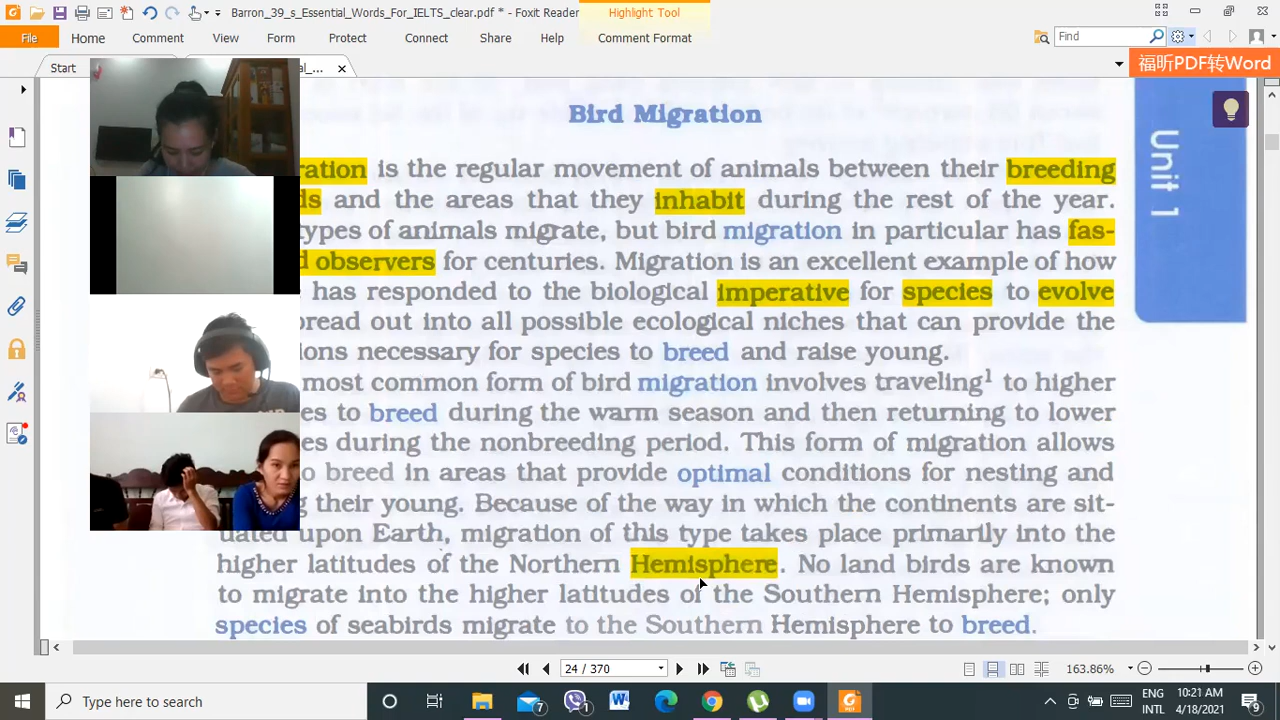 Barron_39_s_Essential_Words_For_IELTS_clear.pdf * - Foxit Reader
Highlight Tool
File Home Comment View Form Protect Connect Share Help Comment Format Find
Start al_...
福昕PDF转Word
Unit 1
Bird Migration
ration is the regular movement of animals between their breeding
ds and the areas that they inhabit during the rest of the year.
types of animals migrate, but bird migration in particular has fas-
d observers for centuries. Migration is an excellent example of how
has responded to the biological imperative for species to evolve
pread out into all possible ecological niches that can provide the
ions necessary for species to breed and raise young.
most common form of bird migration involves traveling¹ to higher
es to breed during the warm season and then returning to lower
es during the nonbreeding period. This form of migration allows
o breed in areas that provide optimal conditions for nesting and
g their young. Because of the way in which the continents are sit-
uated upon Earth, migration of this type takes place primarily into the
higher latitudes of the Northern Hemisphere. No land birds are known
to migrate into the higher latitudes of the Southern Hemisphere; only
species of seabirds migrate to the Southern Hemisphere to breed.
24 / 370
163.86%
Type here to search
7
1
ENG
INTL
10:21 AM
4/18/2021
9